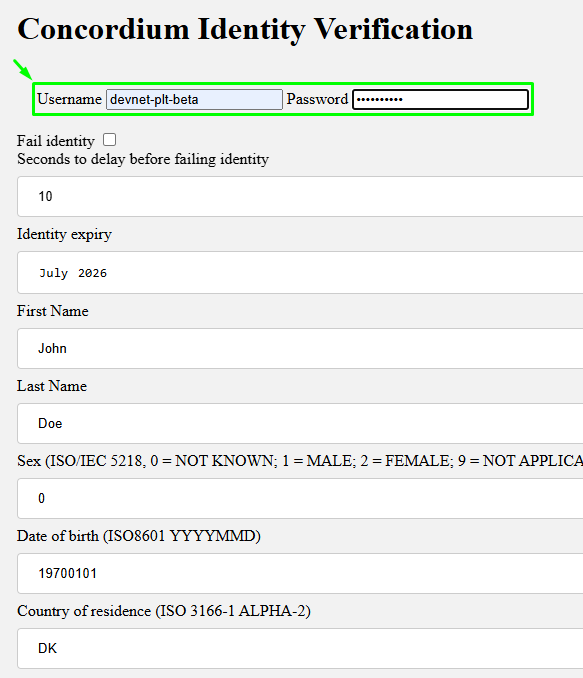 Concordium Identity Verification
Username devnet-plt-beta Password ••••••••••
Fail identity
Seconds to delay before failing identity
10
Identity expiry
July 2026
First Name
John
Last Name
Doe
Sex (ISO/IEC 5218, 0 = NOT KNOWN; 1 = MALE; 2 = FEMALE; 9 = NOT APPLICA
0
Date of birth (ISO8601 YYYYMMD)
19700101
Country of residence (ISO 3166-1 ALPHA-2)
DK